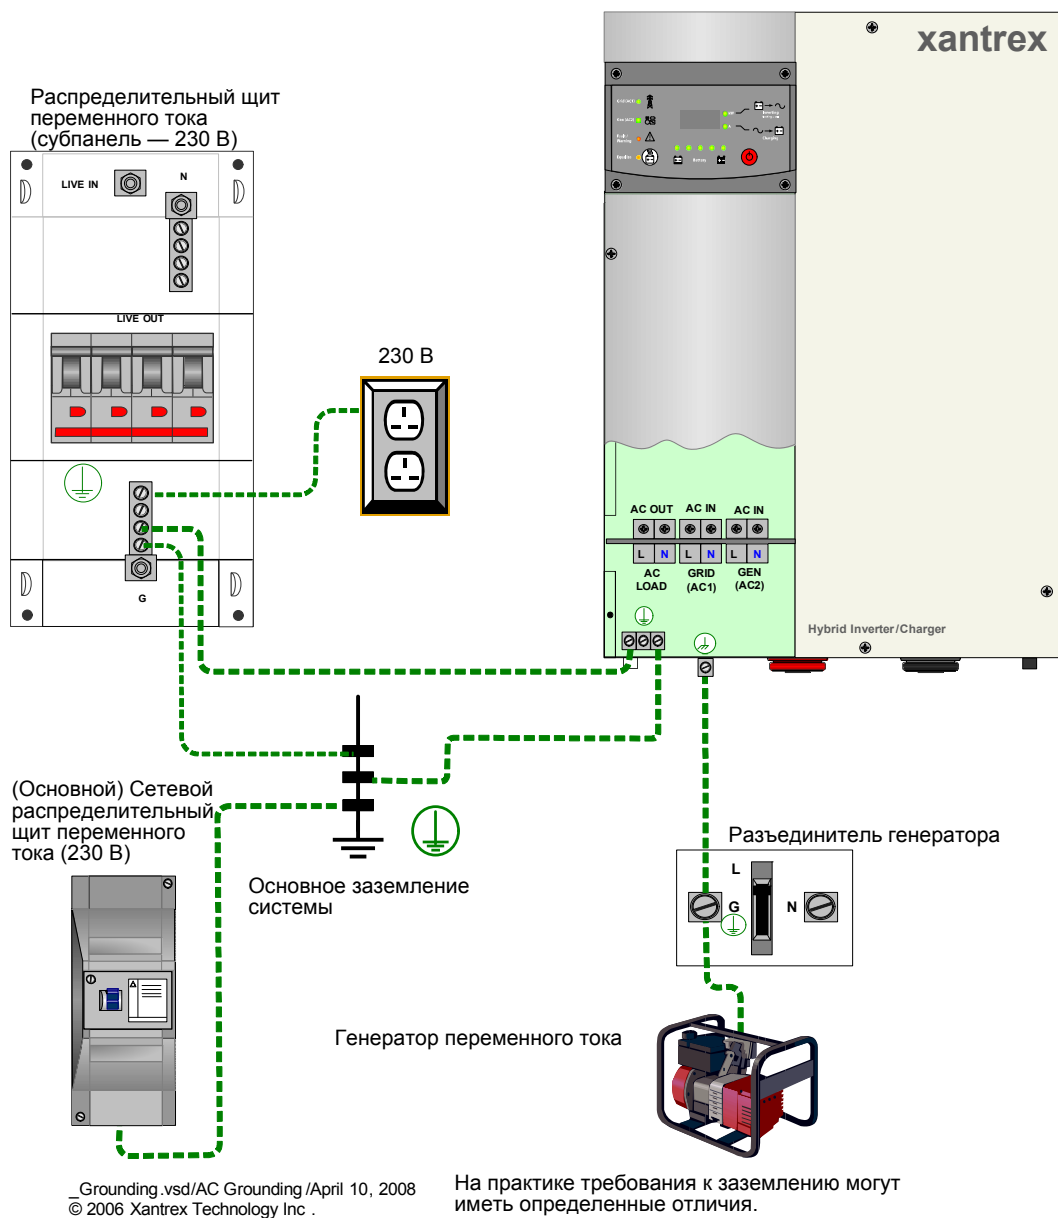 xantrex
Распределительный щит
переменного тока
(субпанель — 230 В)
LIVE IN
N
LIVE OUT
G
230 В
Battery
Charging
AC OUT
AC IN
AC IN
L
N
L
N
L
N
AC
LOAD
GRID
(AC1)
GEN
(AC2)
Hybrid Inverter/Charger
(Основной) Сетевой
распределительный
щит переменного
тока (230 В)
Основное заземление
системы
Разъединитель генератора
L
G
N
Генератор переменного тока
_Grounding.vsd/AC Grounding /April 10, 2008
© 2006 Xantrex Technology Inc .
На практике требования к заземлению могут
иметь определенные отличия.